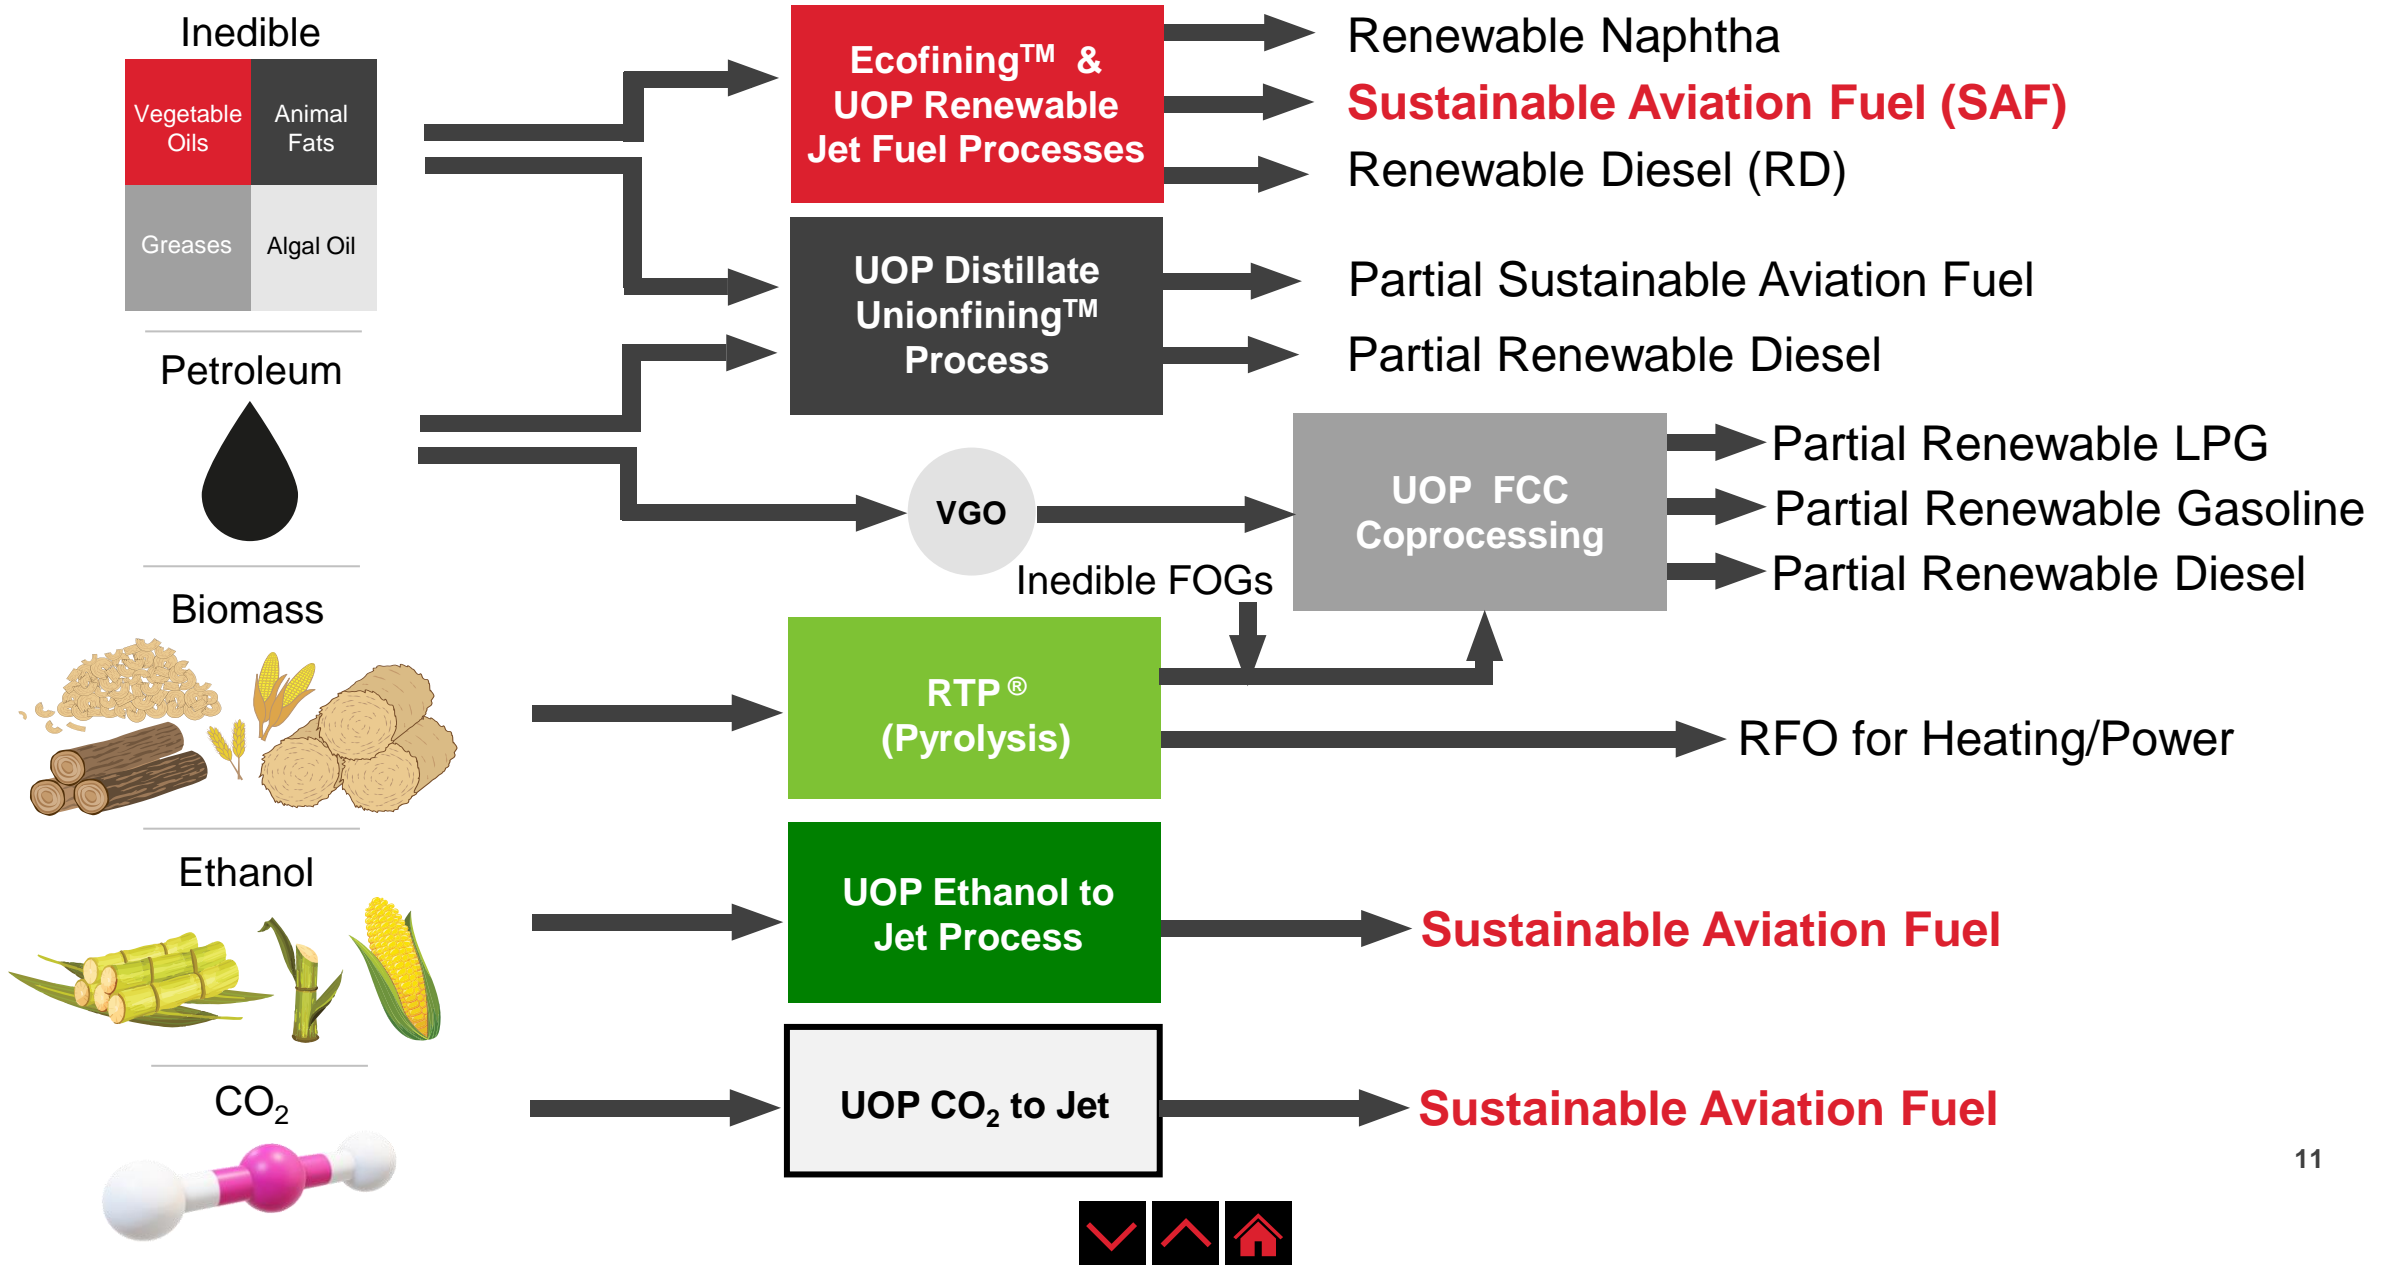 Inedible
Vegetable
Oils
Animal
Fats
Greases
Algal Oil
Petroleum
Biomass
Ethanol
CO₂
Ecofining™ &
UOP Renewable
Jet Fuel Processes
Renewable Naphtha
Sustainable Aviation Fuel (SAF)
Renewable Diesel (RD)
UOP Distillate
Unionfining™
Process
Partial Sustainable Aviation Fuel
Partial Renewable Diesel
VGO
UOP FCC
Coprocessing
Partial Renewable LPG
Partial Renewable Gasoline
Partial Renewable Diesel
Inedible FOGs
RTP®
(Pyrolysis)
RFO for Heating/Power
UOP Ethanol to
Jet Process
Sustainable Aviation Fuel
UOP CO₂ to Jet
Sustainable Aviation Fuel
11